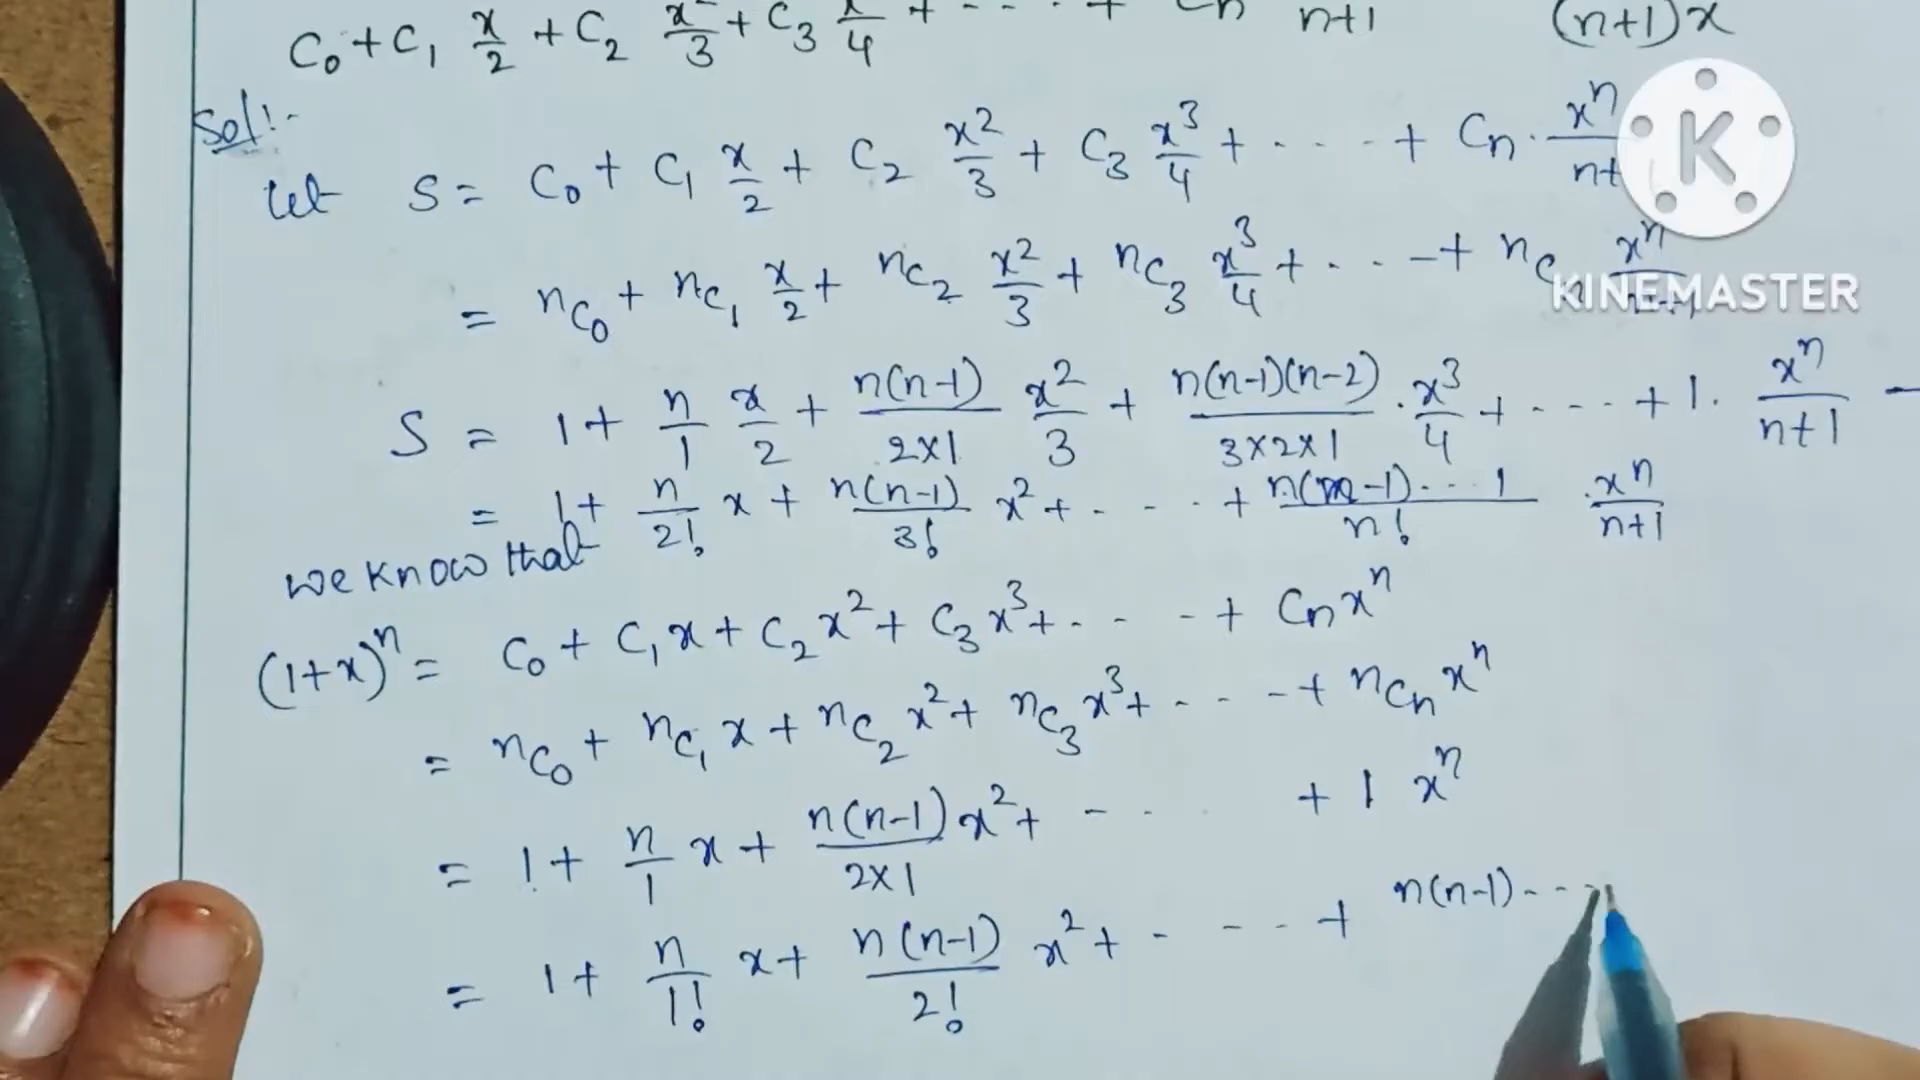 C₀ + C₁ x/2 + C₂ x²/3 + C₃ x/4 + - - - · + Cn n+1 (n+1)x
Sol:-
let S = C₀ + C₁ x/2 + C₂ x²/3 + C₃ x³/4 + · - - - + Cn · xⁿ/n+
= nC₀ + nC₁ x/2 + nC₂ x²/3 + nC₃ x³/4 + · - - - + nC xⁿ
K
KINEMASTER
S = 1 + n/1 x/2 + n(n-1)/2×1 x²/3 + n(n-1)(n-2)/3×2×1 · x³/4 + - - - - + 1 · xⁿ/n+1 -
= 1 + n/2! x + n(n-1)/3! x² + - - - - + n(n-1)- - - 1/n! · xⁿ/n+1
we know that
(1+x)ⁿ = C₀ + C₁x + C₂x² + C₃x³ + - - - + Cnxⁿ
= nC₀ + nC₁x + nC₂x² + nC₃x³ + - - - - + nCnxⁿ
= 1 + n/1 x + n(n-1)/2×1 x² + - - - + 1 xⁿ
= 1 + n/1! x + n(n-1)/2! x² + - - - - + n(n-1)- - -